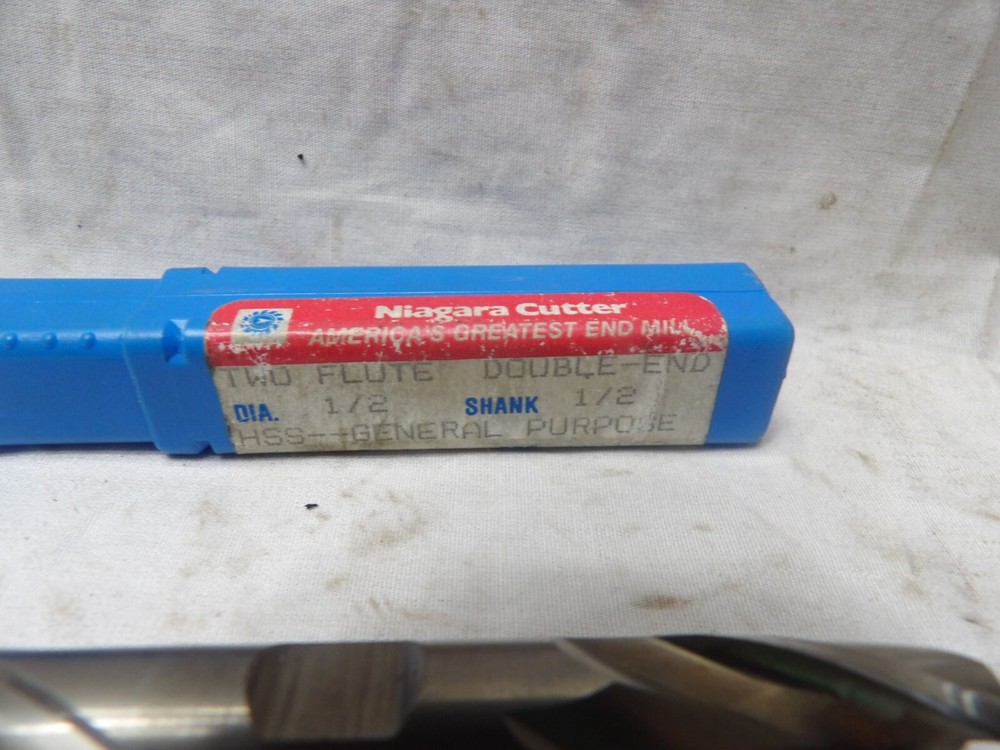 Niagara Cutter
AMERICA'S GREATEST END MILL
TWO FLUTE DOUBLE-END
DIA. 1/2 SHANK 1/2
HSS--GENERAL PURPOSE